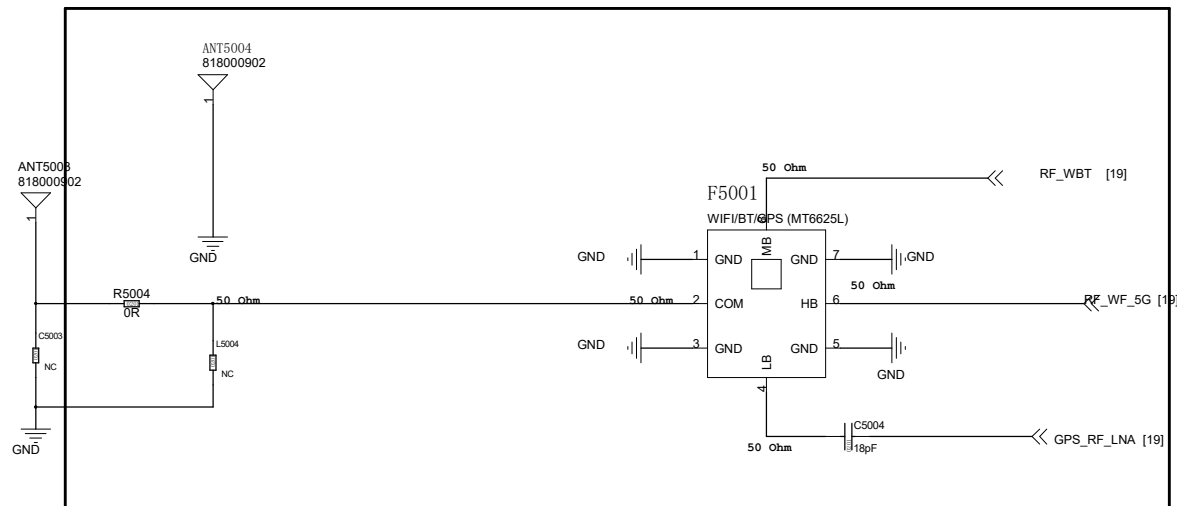 ANT5004
818000902
1
ANT5003
818000902
1
GND
50 Ohm
RF_WBT [19]
F5001
WIFI/BT/GPS (MT6625L)
8
MB
GND
1
GND
GND
7
GND
R5004
0R
50 Ohm
50 Ohm
2
COM
HB
6
50 Ohm
RF_WF_5G [19]
C5003
NC
L5004
NC
GND
3
GND
GND
5
GND
LB
4
GND
50 Ohm
C5004
18pF
GPS_RF_LNA [19]